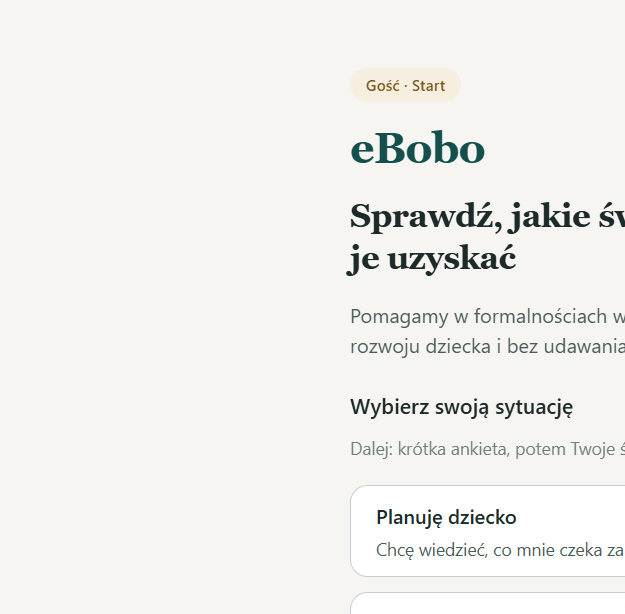 Gość · Start
eBobo
Sprawdź, jakie
je uzyskać
Pomagamy w formalnościach w
rozwoju dziecka i bez udawania
Wybierz swoją sytuację
Dalej: krótka ankieta, potem Twoje
Planuję dziecko
Chcę wiedzieć, co mnie czeka za